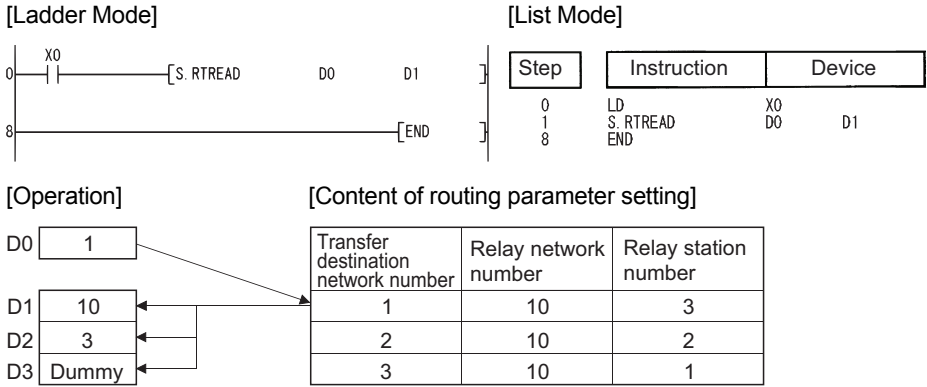 [Ladder Mode]
X0
0 S.RTREAD D0 D1
8 END
[List Mode]
Step Instruction Device
0 LD X0
1 S.RTREAD D0 D1
8 END
[Operation]
D0 1
D1 10
D2 3
D3 Dummy
[Content of routing parameter setting]
Transfer
destination
network number
Relay network
number
Relay station
number
1 10 3
2 10 2
3 10 1